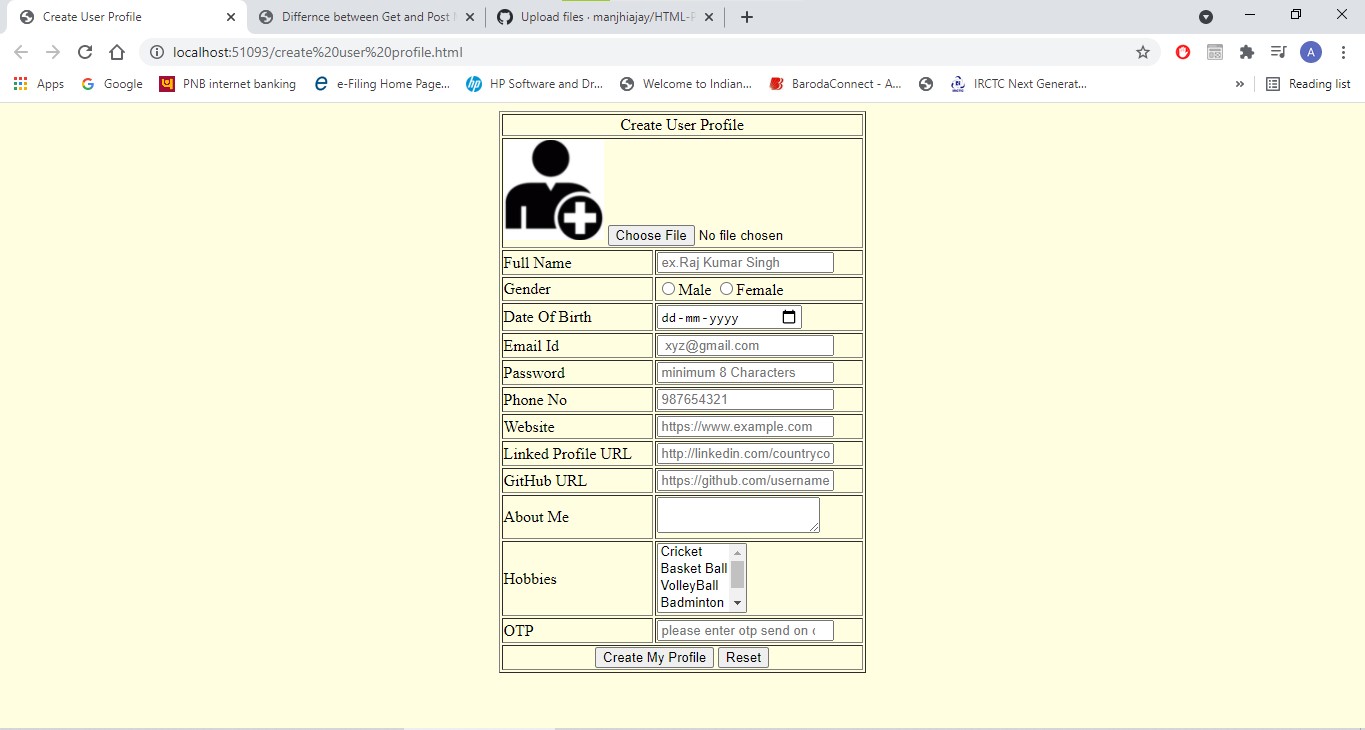 Create User Profile
Differnce between Get and Post
Upload files · manjhiajay/HTML-P
localhost:51093/create%20user%20profile.html
A
Apps
Google
PNB internet banking
e-Filing Home Page...
HP Software and Dr...
Welcome to Indian...
BarodaConnect - A...
IRCTC Next Generat...
»
Reading list
Create User Profile
Choose File No file chosen
Full Name ex.Raj Kumar Singh
Gender Male Female
Date Of Birth dd-mm-yyyy
Email Id xyz@gmail.com
Password minimum 8 Characters
Phone No 987654321
Website https://www.example.com
Linked Profile URL http://linkedin.com/countryco
GitHub URL https://github.com/username
About Me
Hobbies
Cricket
Basket Ball
VolleyBall
Badminton
OTP please enter otp send on
Create My Profile Reset